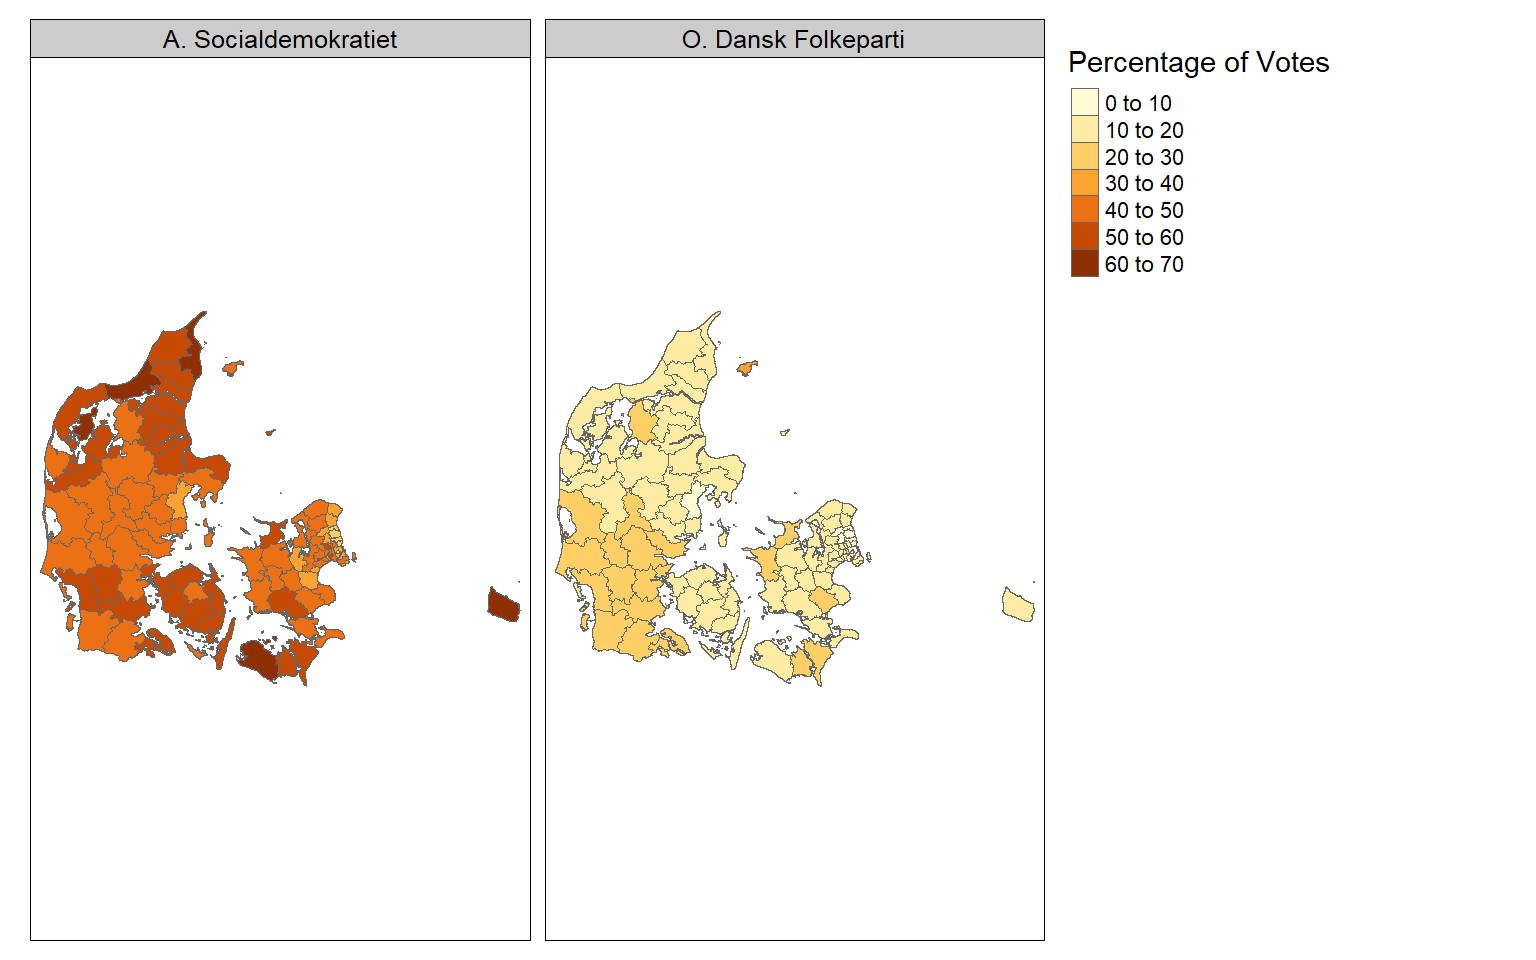 A. Socialdemokratiet
O. Dansk Folkeparti
Percentage of Votes
0 to 10
10 to 20
20 to 30
30 to 40
40 to 50
50 to 60
60 to 70